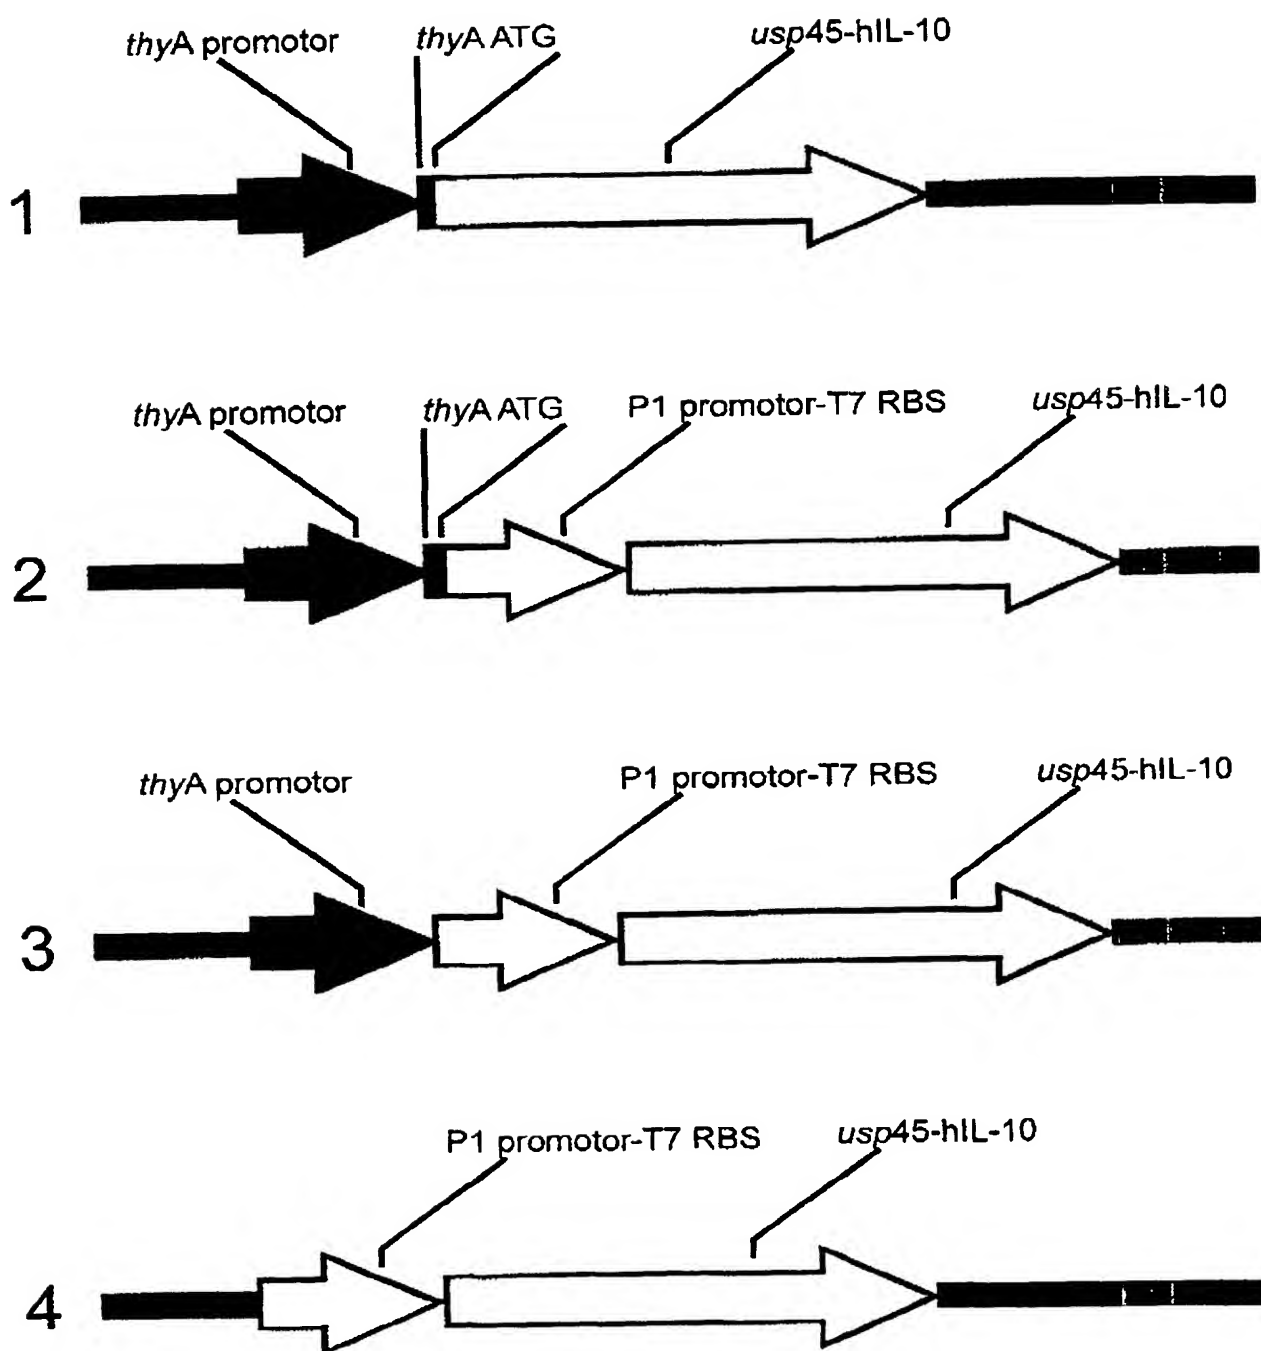 thyA promotor thyA ATG usp45-hIL-10
1
thyA promotor thyA ATG P1 promotor-T7 RBS usp45-hIL-10
2
thyA promotor P1 promotor-T7 RBS usp45-hIL-10
3
P1 promotor-T7 RBS usp45-hIL-10
4